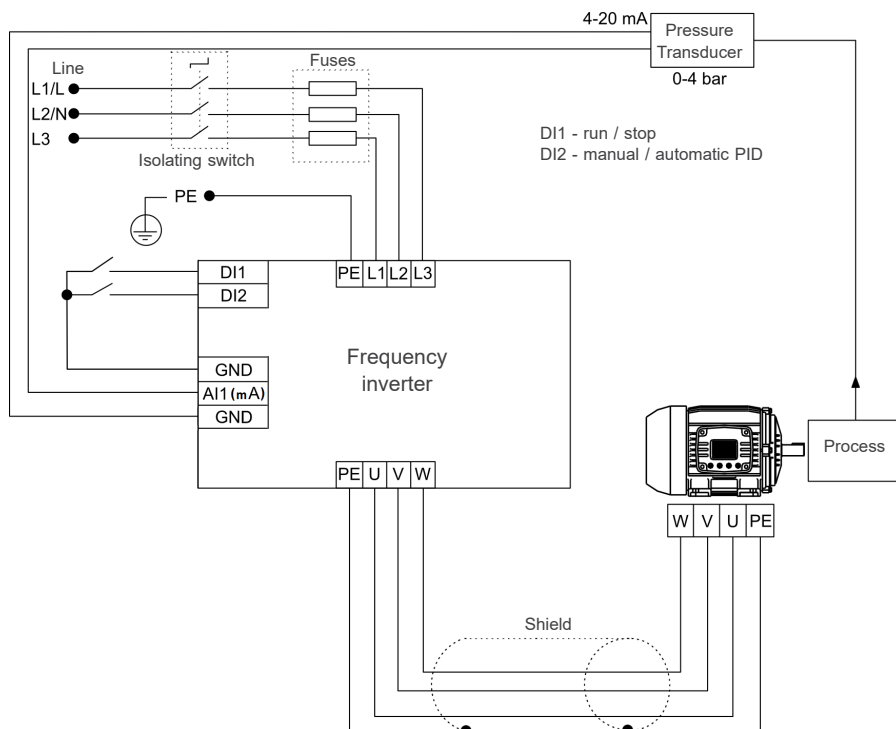 4-20 mA
Pressure
Transducer
0-4 bar
Line
Fuses
L1/L
L2/N
L3
Isolating switch
DI1 - run / stop
DI2 - manual / automatic PID
PE
PE L1 L2 L3
DI1
DI2
GND
AI1(mA)
GND
Frequency
inverter
PE U V W
Process
W V U PE
Shield